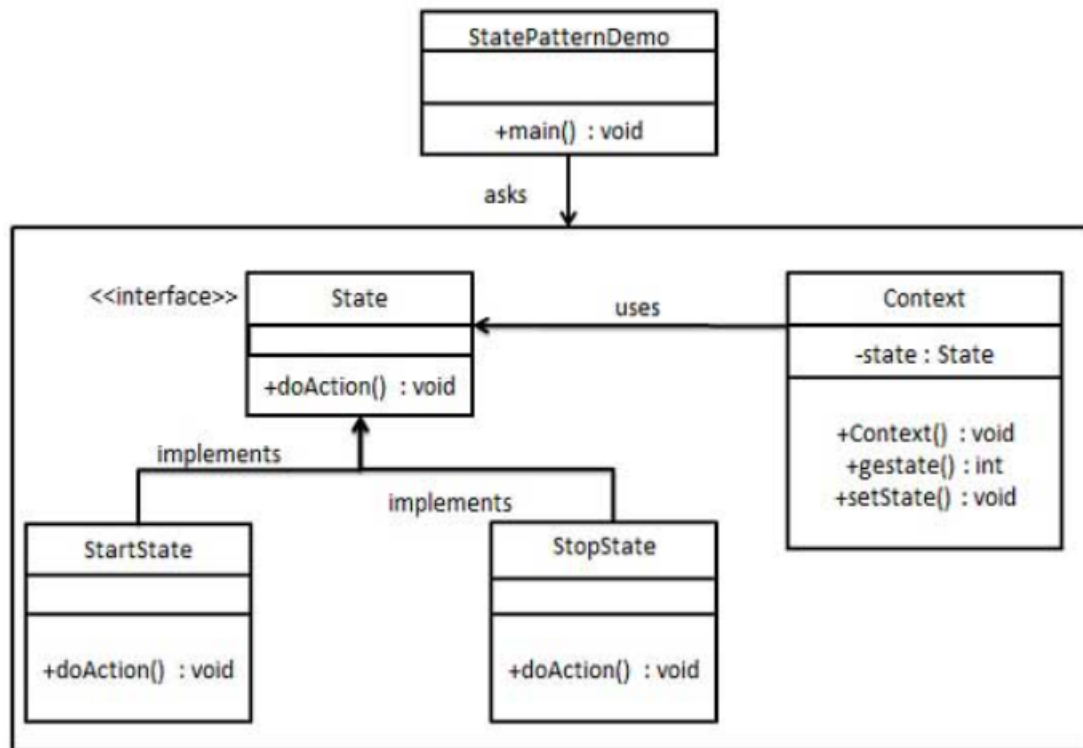 StatePatternDemo
+main() : void
asks
<<interface>>
State
+doAction() : void
uses
Context
-state : State
+Context() : void
+gestate() : int
+setState() : void
implements
implements
StartState
+doAction() : void
StopState
+doAction() : void